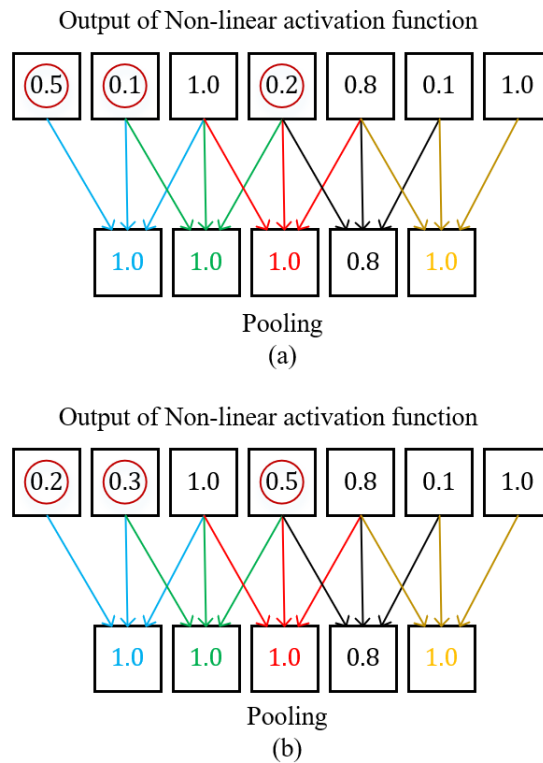 Output of Non-linear activation function
0.5 0.1 1.0 0.2 0.8 0.1 1.0
1.0 1.0 1.0 0.8 1.0
Pooling
(a)
Output of Non-linear activation function
0.2 0.3 1.0 0.5 0.8 0.1 1.0
1.0 1.0 1.0 0.8 1.0
Pooling
(b)